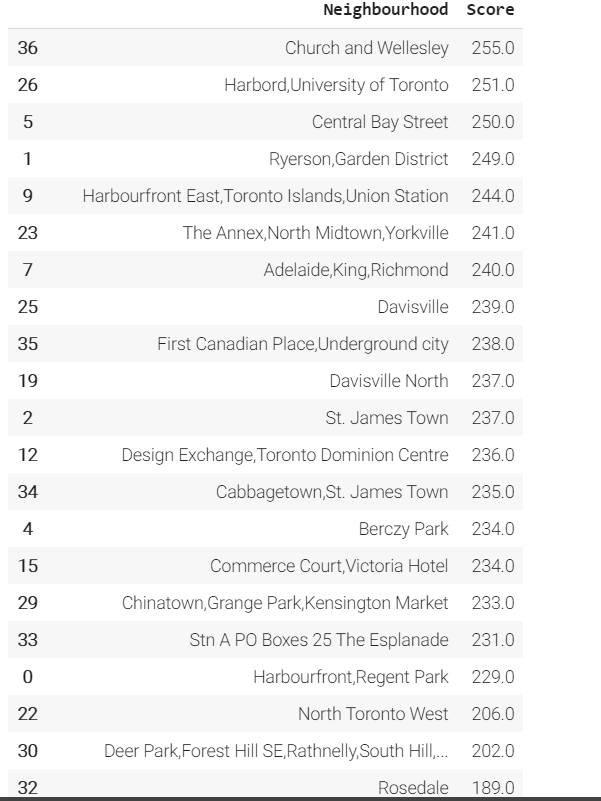 Neighbourhood Score
36 Church and Wellesley 255.0
26 Harbord,University of Toronto 251.0
5 Central Bay Street 250.0
1 Ryerson,Garden District 249.0
9 Harbourfront East,Toronto Islands,Union Station 244.0
23 The Annex,North Midtown,Yorkville 241.0
7 Adelaide,King,Richmond 240.0
25 Davisville 239.0
35 First Canadian Place,Underground city 238.0
19 Davisville North 237.0
2 St. James Town 237.0
12 Design Exchange,Toronto Dominion Centre 236.0
34 Cabbagetown,St. James Town 235.0
4 Berczy Park 234.0
15 Commerce Court,Victoria Hotel 234.0
29 Chinatown,Grange Park,Kensington Market 233.0
33 Stn A PO Boxes 25 The Esplanade 231.0
0 Harbourfront,Regent Park 229.0
22 North Toronto West 206.0
30 Deer Park,Forest Hill SE,Rathnelly,South Hill,... 202.0
32 Rosedale 189.0